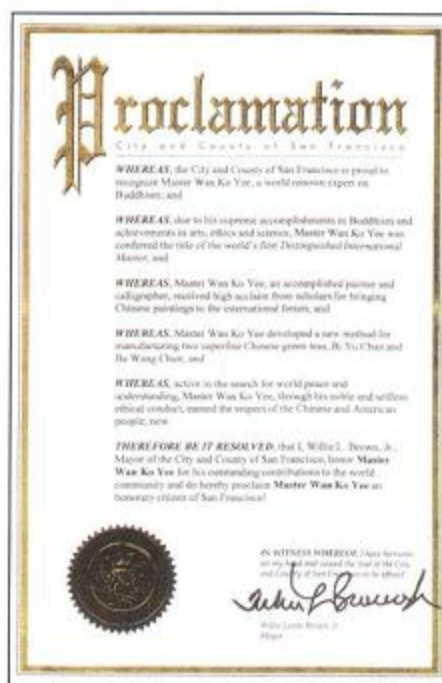 Proclamation
City and County of San Francisco
WHEREAS, the City and County of San Francisco is proud to
recognize Master Wan Ko Yee, a world renown expert on
Buddhism; and
WHEREAS, due to his supreme accomplishments in Buddhism and
achievements in arts, ethics and science, Master Wan Ko Yee was
conferred the title of the world's first Distinguished International
Master; and
WHEREAS, Master Wan Ko Yee, an accomplished painter and
calligrapher, received high acclaim from scholars for bringing
Chinese paintings to the international forum; and
WHEREAS, Master Wan Ko Yee developed a new method for
manufacturing two superfine Chinese green teas, Bi Yu Chun and
Ba Wang Chun; and
WHEREAS, active in the search for world peace and
understanding, Master Wan Ko Yee, through his noble and selfless
ethical conduct, earned the respect of the Chinese and American
people; now
THEREFORE BE IT RESOLVED, that I, Willie L. Brown, Jr.,
Mayor of the City and County of San Francisco, honor Master
Wan Ko Yee for his outstanding contributions to the world
community and do hereby proclaim Master Wan Ko Yee an
honorary citizen of San Francisco!
IN WITNESS WHEREOF, I have hereunto
set my hand and caused the Seal of the City
and County of San Francisco to be affixed
Willie Lewis Brown, Jr.
Mayor